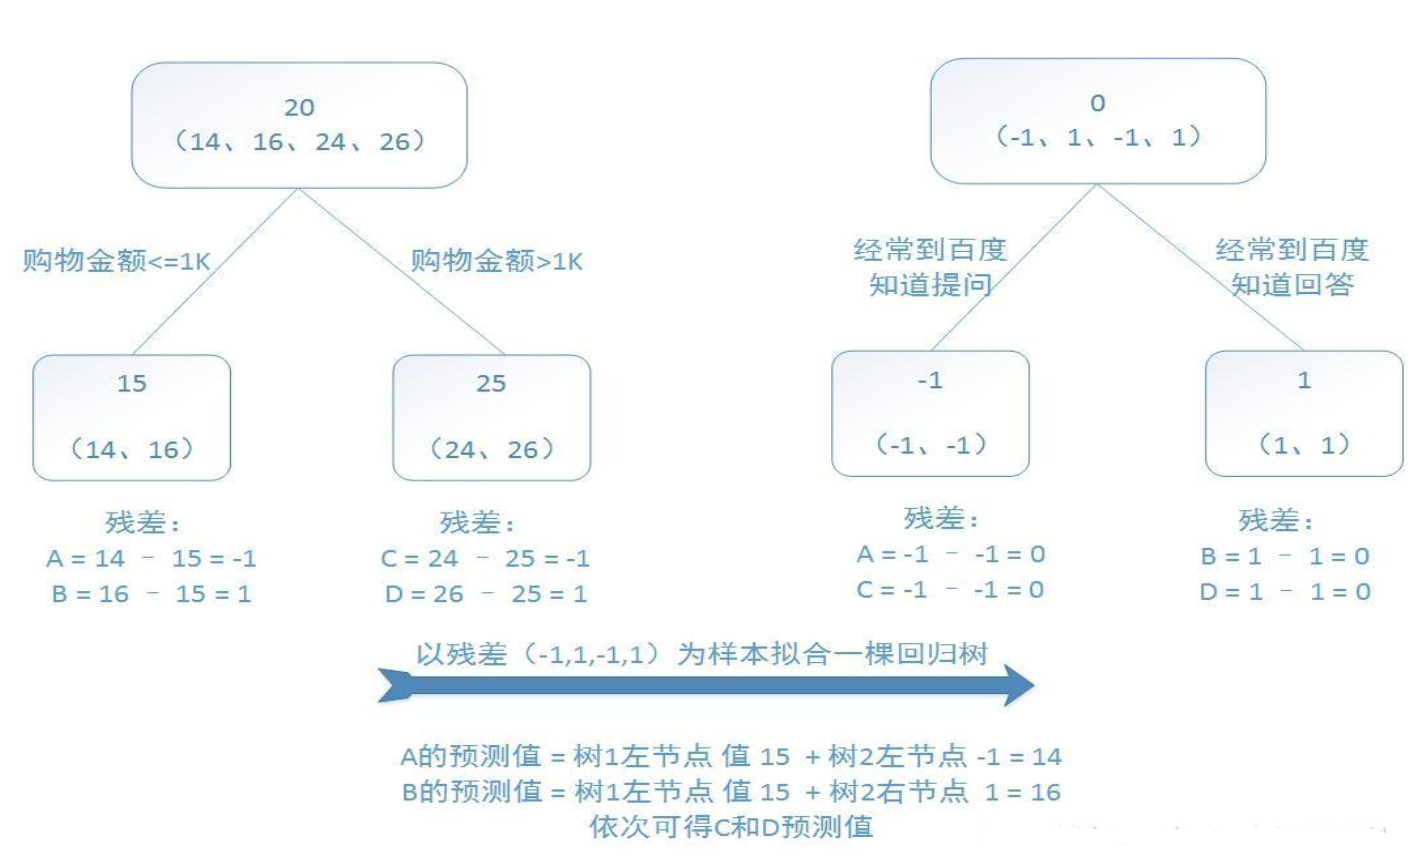 20
（14、16、24、26）
购物金额<=1K
购物金额>1K
15
（14、16）
25
（24、26）
残差：
A = 14 － 15 = -1
B = 16 － 15 = 1
残差：
C = 24 － 25 = -1
D = 26 － 25 = 1
0
（-1、1、-1、1）
经常到百度
知道提问
经常到百度
知道回答
-1
（-1、-1）
1
（1、1）
残差：
A = -1 － -1 = 0
C = -1 － -1 = 0
残差：
B = 1 － 1 = 0
D = 1 － 1 = 0
以残差（-1,1,-1,1）为样本拟合一棵回归树
A的预测值 = 树1左节点 值 15 + 树2左节点 -1 = 14
B的预测值 = 树1左节点 值 15 + 树2右节点 1 = 16
依次可得C和D预测值